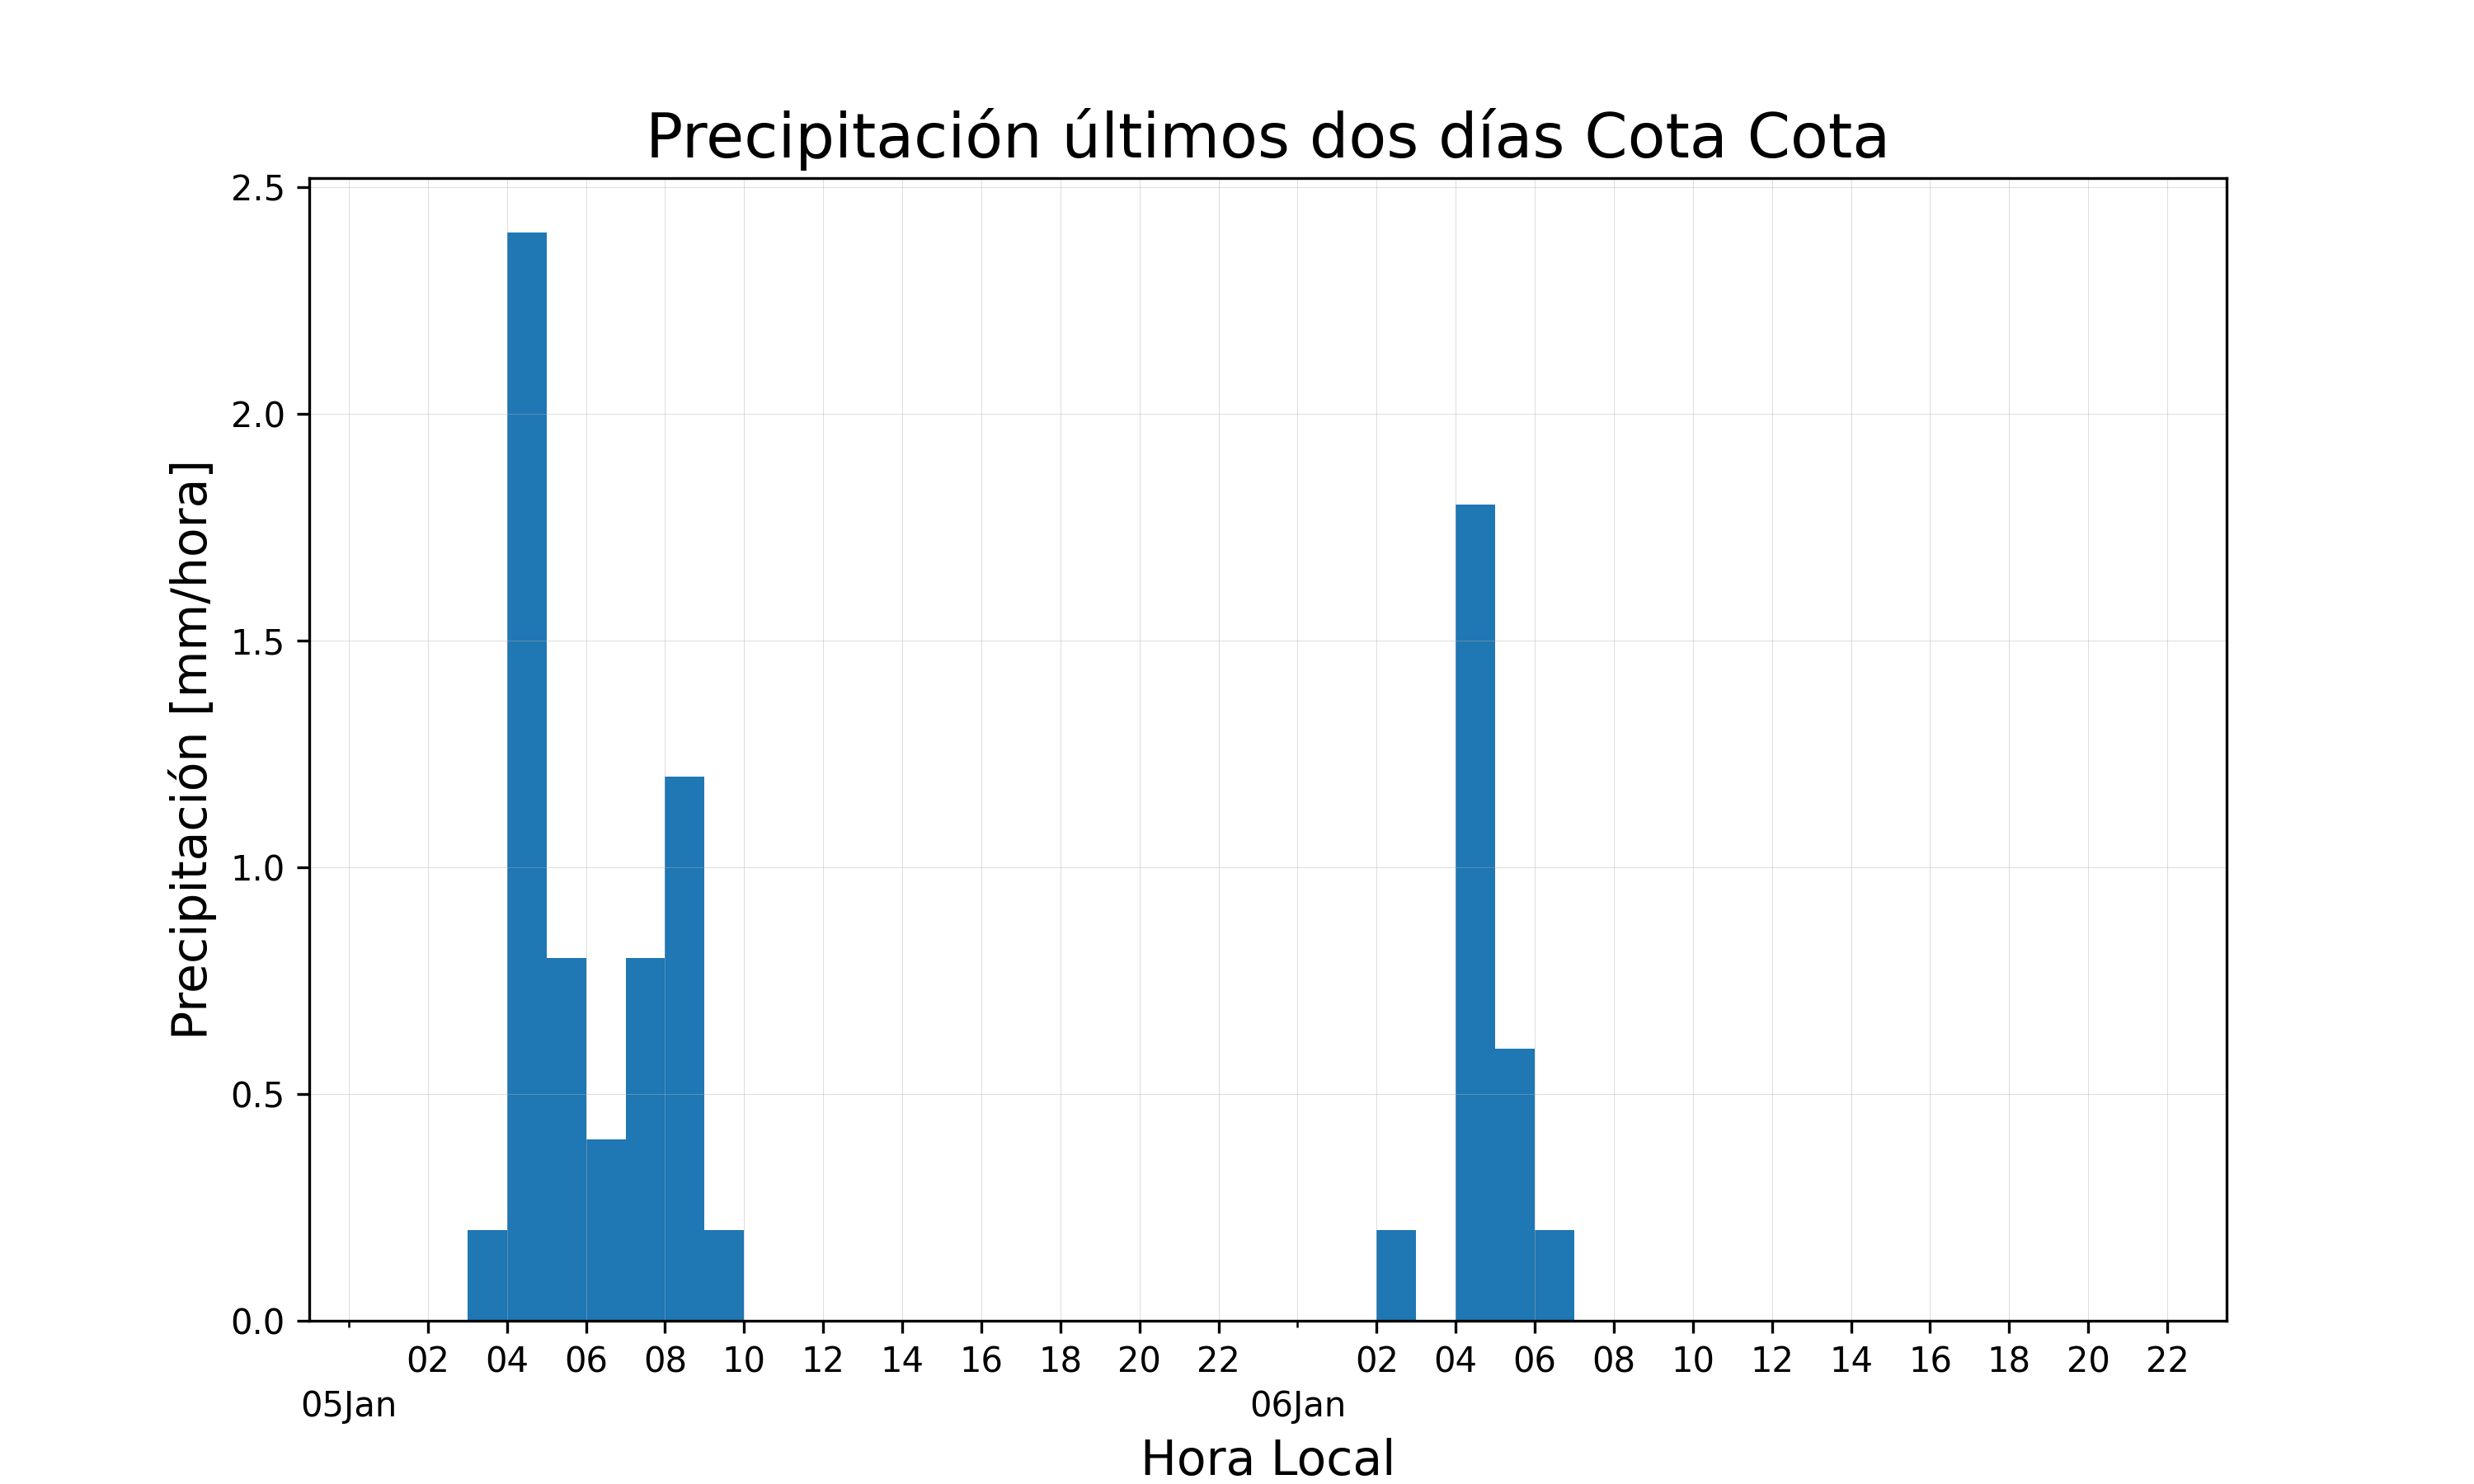 Precipitación últimos dos días Cota Cota
Precipitación [mm/hora]
2.5
2.0
1.5
1.0
0.5
0.0
02 04 06 08 10 12 14 16 18 20 22 02 04 06 08 10 12 14 16 18 20 22
05Jan 06Jan
Hora Local